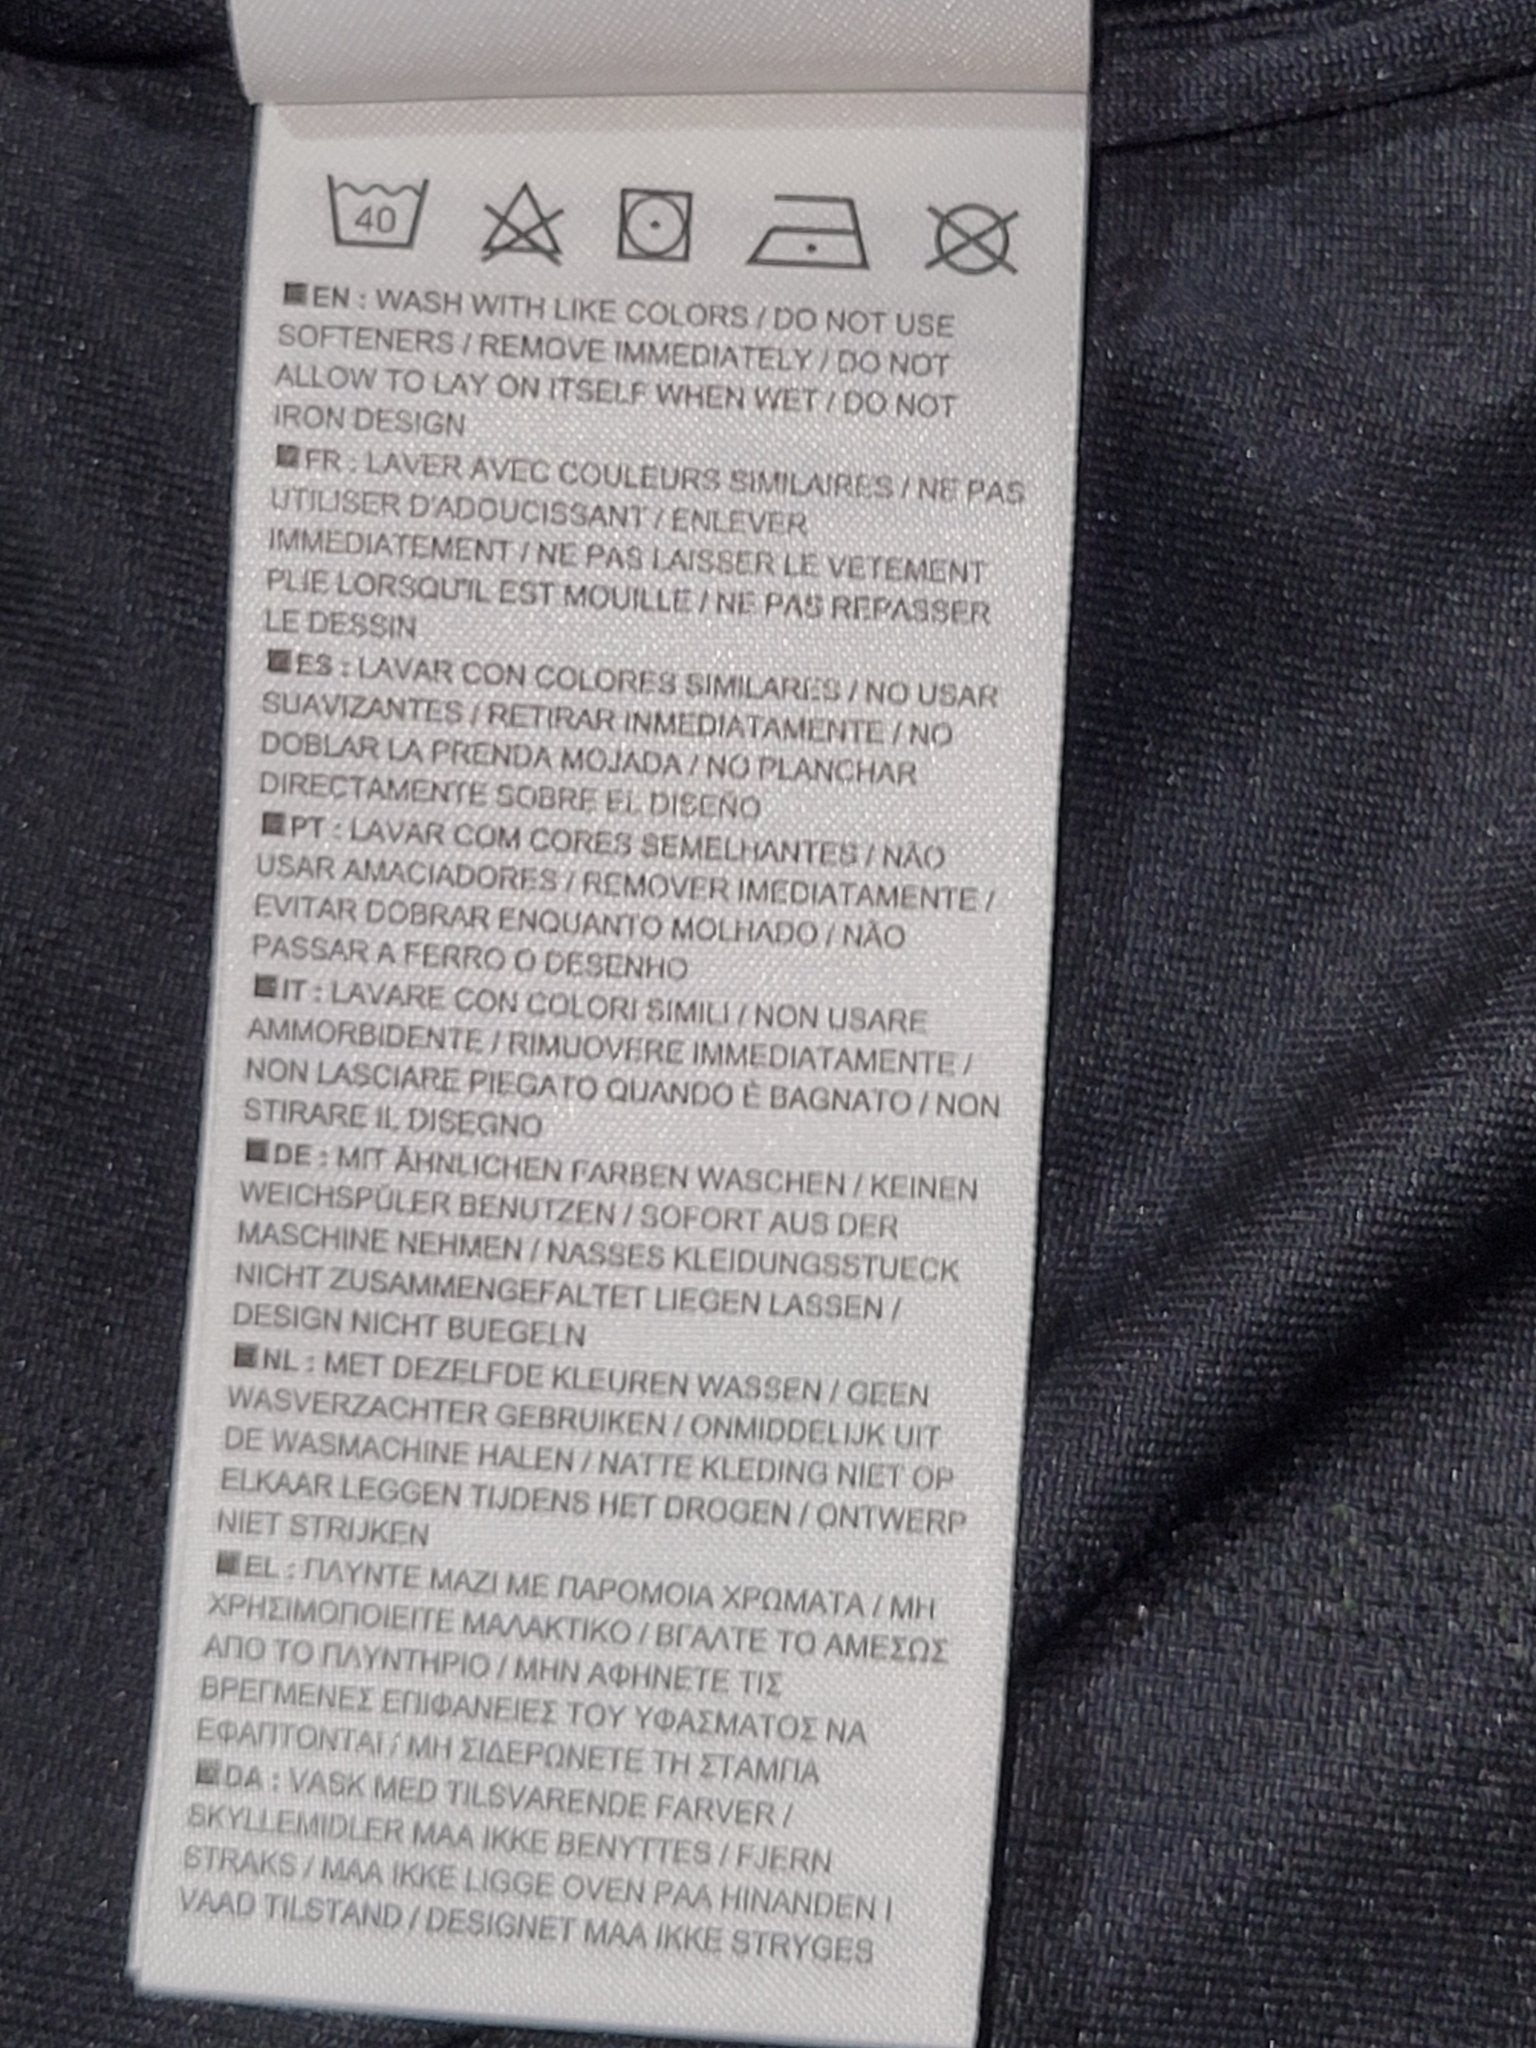 40
EN : WASH WITH LIKE COLORS / DO NOT USE
SOFTENERS / REMOVE IMMEDIATELY / DO NOT
ALLOW TO LAY ON ITSELF WHEN WET / DO NOT
IRON DESIGN
FR : LAVER AVEC COULEURS SIMILAIRES / NE PAS
UTILISER D'ADOUCISSANT / ENLEVER
IMMEDIATEMENT / NE PAS LAISSER LE VETEMENT
PLIE LORSQU'IL EST MOUILLE / NE PAS REPASSER
LE DESSIN
ES : LAVAR CON COLORES SIMILARES / NO USAR
SUAVIZANTES / RETIRAR INMEDIATAMENTE / NO
DOBLAR LA PRENDA MOJADA / NO PLANCHAR
DIRECTAMENTE SOBRE EL DISEÑO
PT : LAVAR COM CORES SEMELHANTES / NÃO
USAR AMACIADORES / REMOVER IMEDIATAMENTE /
EVITAR DOBRAR ENQUANTO MOLHADO / NÃO
PASSAR A FERRO O DESENHO
IT : LAVARE CON COLORI SIMILI / NON USARE
AMMORBIDENTE / RIMUOVERE IMMEDIATAMENTE /
NON LASCIARE PIEGATO QUANDO È BAGNATO / NON
STIRARE IL DISEGNO
DE : MIT ÄHNLICHEN FARBEN WASCHEN / KEINEN
WEICHSPÜLER BENUTZEN / SOFORT AUS DER
MASCHINE NEHMEN / NASSES KLEIDUNGSSTUECK
NICHT ZUSAMMENGEFALTET LIEGEN LASSEN /
DESIGN NICHT BUEGELN
NL : MET DEZELFDE KLEUREN WASSEN / GEEN
WASVERZACHTER GEBRUIKEN / ONMIDDELIJK UIT
DE WASMACHINE HALEN / NATTE KLEDING NIET OP
ELKAAR LEGGEN TIJDENS HET DROGEN / ONTWERP
NIET STRIJKEN
EL : ΠΛΥΝΤΕ ΜΑΖΙ ΜΕ ΠΑΡΟΜΟΙΑ ΧΡΩΜΑΤΑ / ΜΗ
ΧΡΗΣΙΜΟΠΟΙΕΙΤΕ ΜΑΛΑΚΤΙΚΟ / ΒΓΑΛΤΕ ΤΟ ΑΜΕΣΩΣ
ΑΠΟ ΤΟ ΠΛΥΝΤΗΡΙΟ / ΜΗΝ ΑΦΗΝΕΤΕ ΤΙΣ
ΒΡΕΓΜΕΝΕΣ ΕΠΙΦΑΝΕΙΕΣ ΤΟΥ ΥΦΑΣΜΑΤΟΣ ΝΑ
ΕΦΑΠΤΟΝΤΑΙ / ΜΗ ΣΙΔΕΡΩΝΕΤΕ ΤΗ ΣΤΑΜΠΑ
DA : VASK MED TILSVARENDE FARVER /
SKYLLEMIDLER MAA IKKE BENYTTES / FJERN
STRAKS / MAA IKKE LIGGE OVEN PAA HINANDEN I
VAAD TILSTAND / DESIGNET MAA IKKE STRYGES